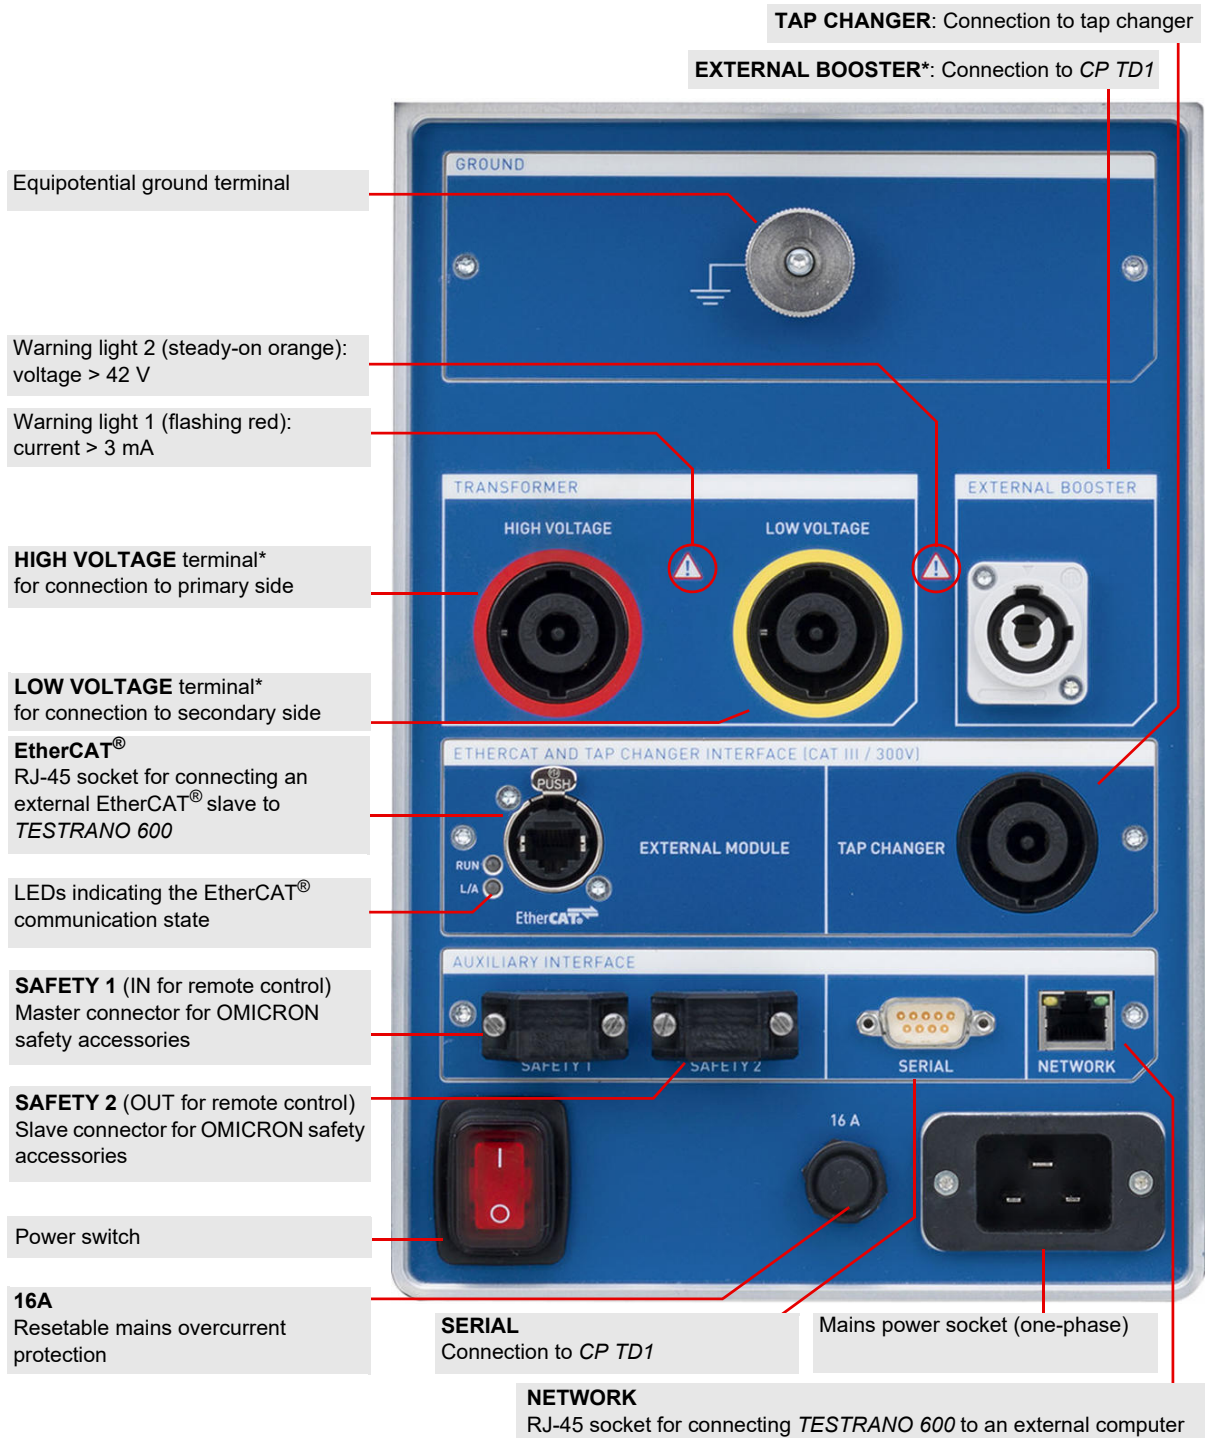 TAP CHANGER: Connection to tap changer
EXTERNAL BOOSTER*: Connection to CP TD1
GROUND
Equipotential ground terminal
Warning light 2 (steady-on orange):
voltage > 42 V
Warning light 1 (flashing red):
current > 3 mA
TRANSFORMER
EXTERNAL BOOSTER
HIGH VOLTAGE
LOW VOLTAGE
HIGH VOLTAGE terminal*
for connection to primary side
LOW VOLTAGE terminal*
for connection to secondary side
EtherCAT®
RJ-45 socket for connecting an
external EtherCAT® slave to
TESTRANO 600
ETHERCAT AND TAP CHANGER INTERFACE (CAT III / 300V)
PUSH
EXTERNAL MODULE
TAP CHANGER
RUN
L/A
EtherCAT®
LEDs indicating the EtherCAT®
communication state
AUXILIARY INTERFACE
SAFETY 1 (IN for remote control)
Master connector for OMICRON
safety accessories
SAFETY 1
SAFETY 2
SERIAL
NETWORK
SAFETY 2 (OUT for remote control)
Slave connector for OMICRON safety
accessories
16 A
I
O
Power switch
16A
Resetable mains overcurrent
protection
SERIAL
Connection to CP TD1
Mains power socket (one-phase)
NETWORK
RJ-45 socket for connecting TESTRANO 600 to an external computer